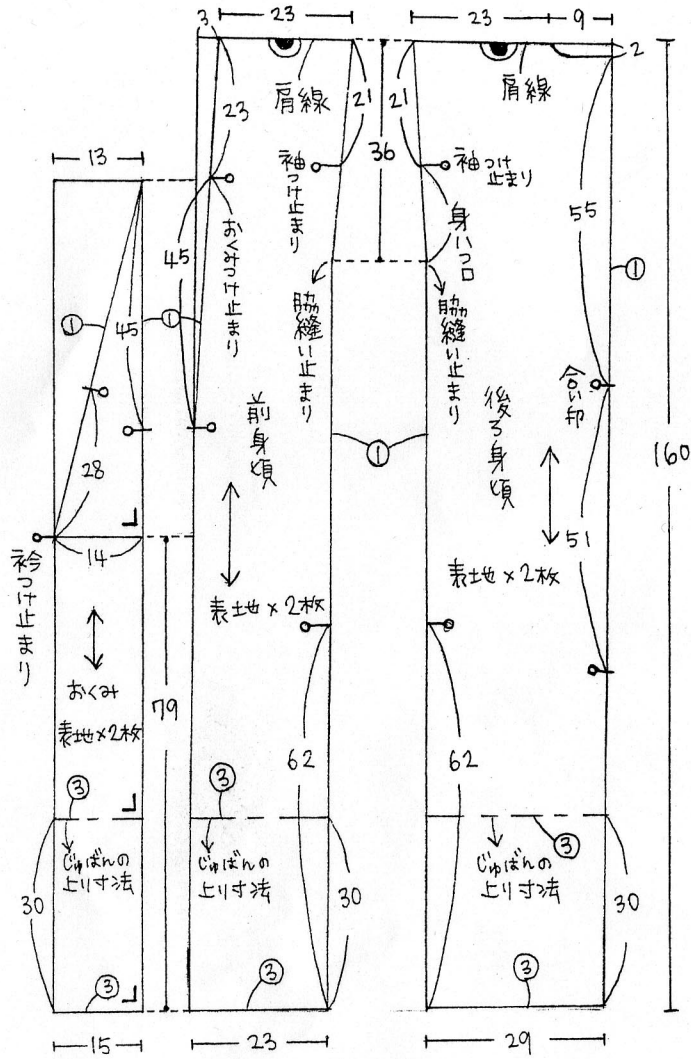 3
23
23
9
2
肩線
肩線
23
21
21
36
13
袖つけ止まり
袖つけ止まり
身八つ口
55
①
おくみつけ止まり
45
①
45
①
脇縫い止まり
脇縫い止まり
合い印
28
前身頃
後ろ身頃
①
160
14
51
衿つけ止まり
表地×2枚
表地×2枚
おくみ
表地×2枚
79
62
62
③
③
③
じゅばんの
上り寸法
じゅばんの
上り寸法
じゅばんの
上り寸法
30
30
30
③
③
③
15
23
29